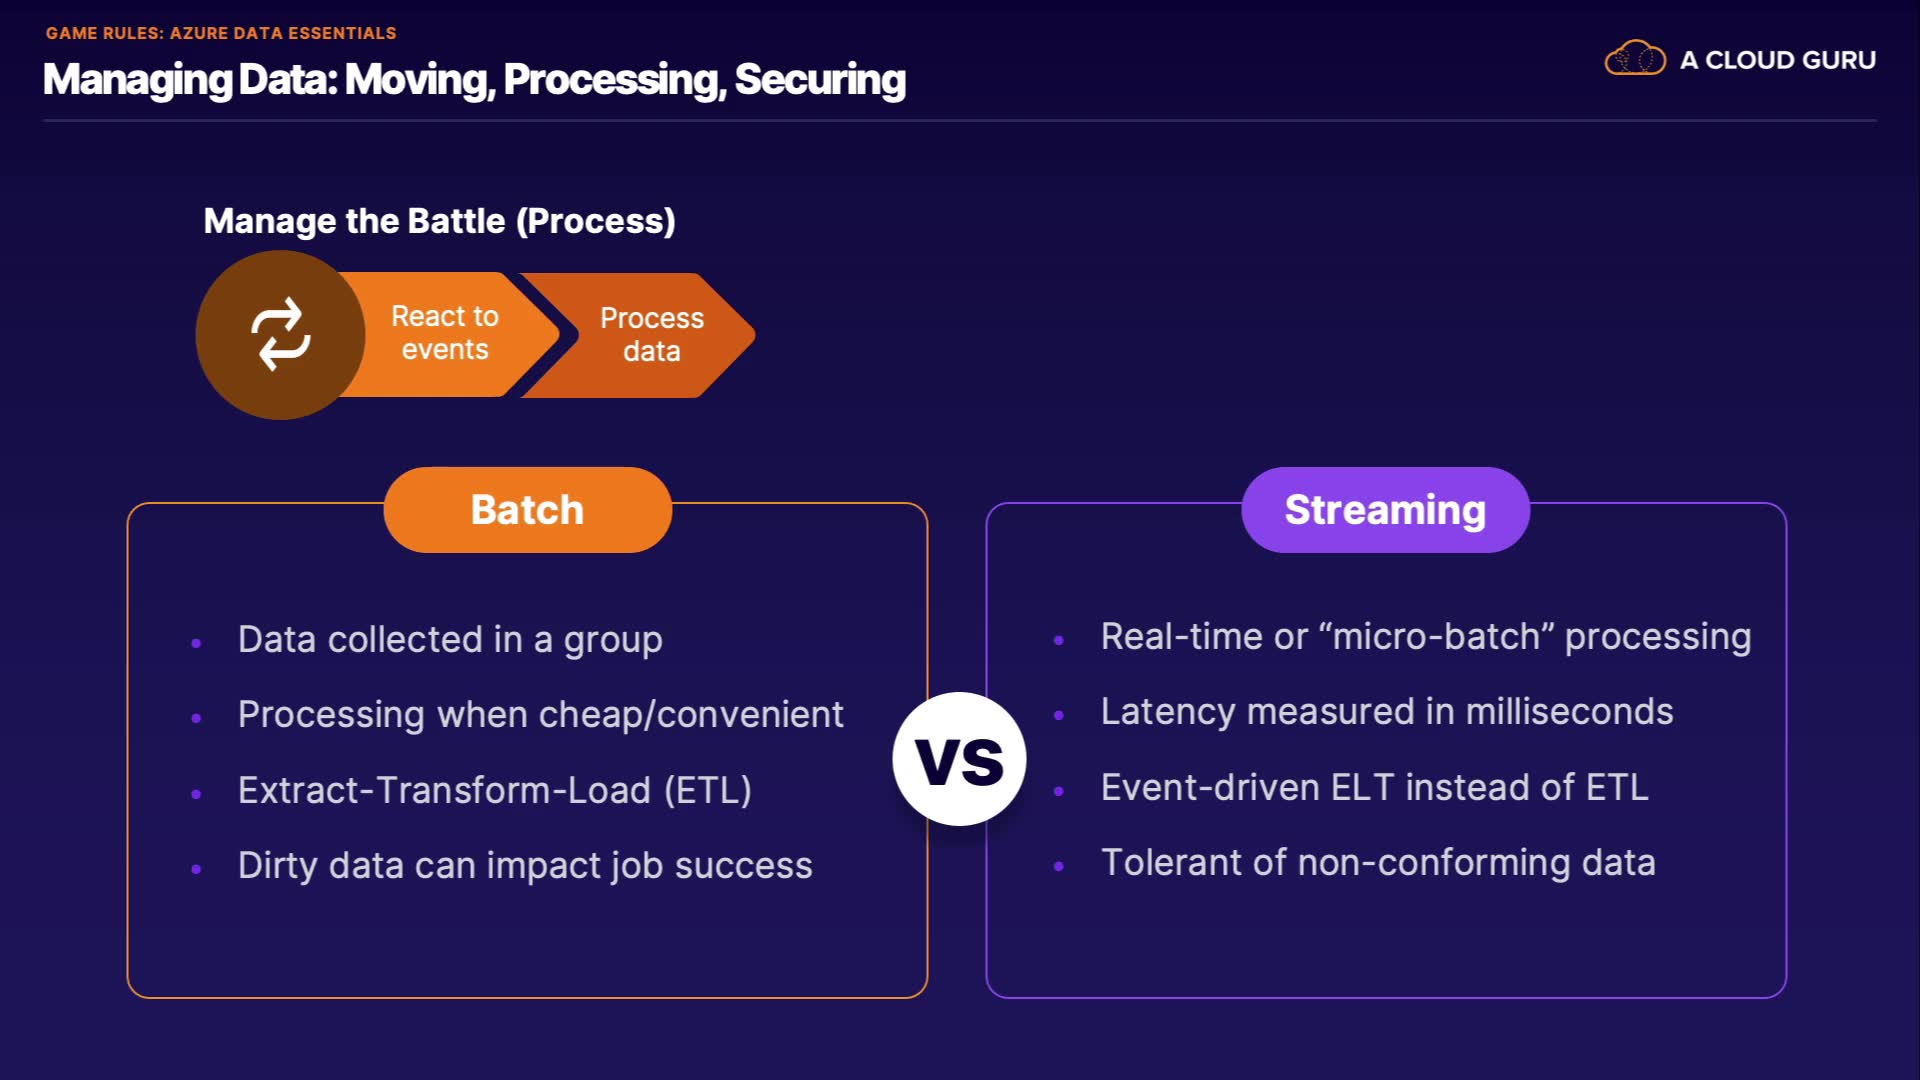 GAME RULES: AZURE DATA ESSENTIALS
Managing Data: Moving, Processing, Securing
A CLOUD GURU
Manage the Battle (Process)
React to
events
Process
data
Batch
Data collected in a group
Processing when cheap/convenient
Extract-Transform-Load (ETL)
Dirty data can impact job success
VS
Streaming
Real-time or “micro-batch” processing
Latency measured in milliseconds
Event-driven ELT instead of ETL
Tolerant of non-conforming data